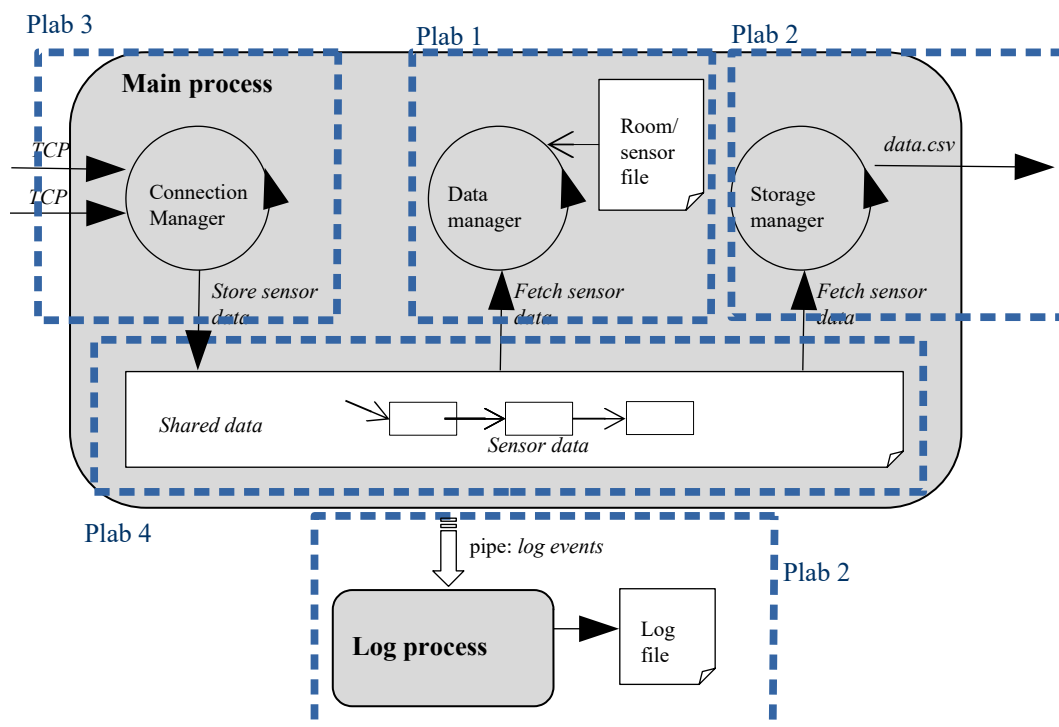 Plab 3
Plab 1
Plab 2
Main process
TCP
TCP
Connection
Manager
Data
manager
Room/
sensor
file
Storage
manager
data.csv
Store sensor
data
Fetch sensor
data
Fetch sensor
data
Shared data
Sensor data
Plab 4
pipe: log events
Plab 2
Log process
Log
file